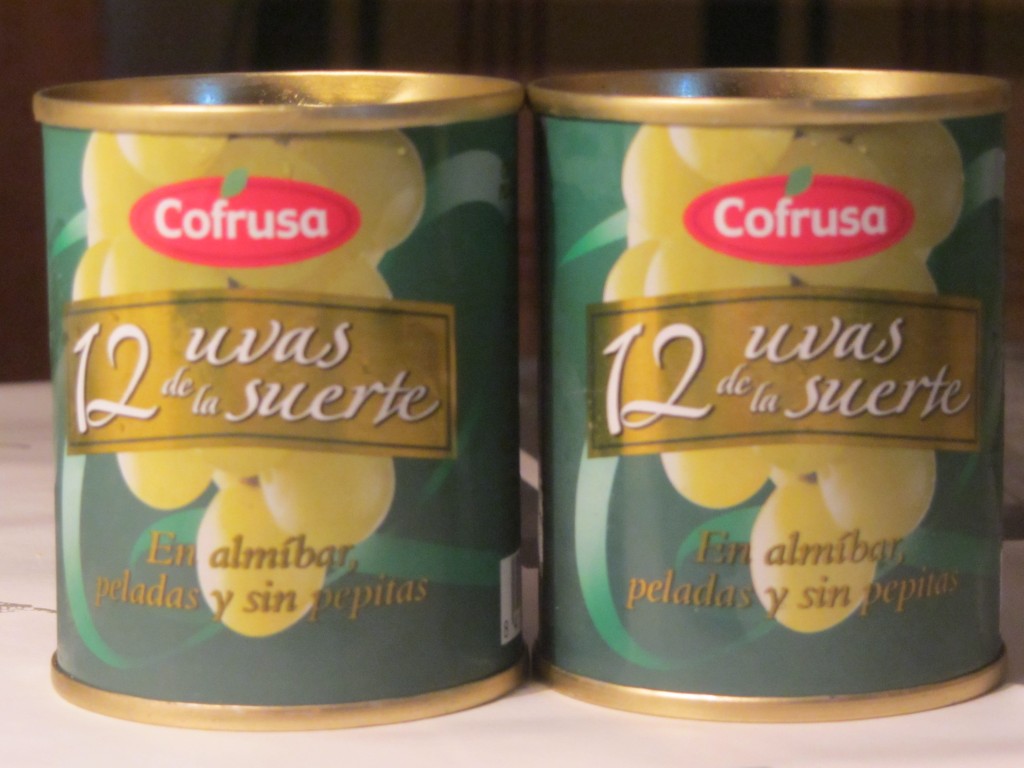 Cofrusa
12 uvas
de la suerte
En almíbar,
peladas y sin pepitas
Cofrusa
12 uvas
de la suerte
En almíbar,
peladas y sin pepitas